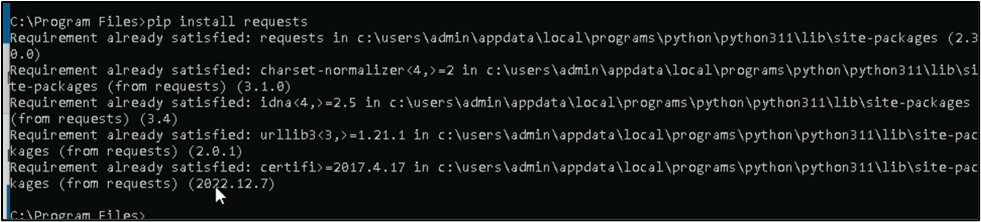 C:\Program Files>pip install requests
Requirement already satisfied: requests in c:\users\admin\appdata\local\programs\python\python311\lib\site-packages (2.3
0.0)
Requirement already satisfied: charset-normalizer<4,>=2 in c:\users\admin\appdata\local\programs\python\python311\lib\si
te-packages (from requests) (3.1.0)
Requirement already satisfied: idna<4,>=2.5 in c:\users\admin\appdata\local\programs\python\python311\lib\site-packages
(from requests) (3.4)
Requirement already satisfied: urllib3<3,>=1.21.1 in c:\users\admin\appdata\local\programs\python\python311\lib\site-pac
kages (from requests) (2.0.1)
Requirement already satisfied: certifi>=2017.4.17 in c:\users\admin\appdata\local\programs\python\python311\lib\site-pac
kages (from requests) (2022.12.7)
C:\Program Files>